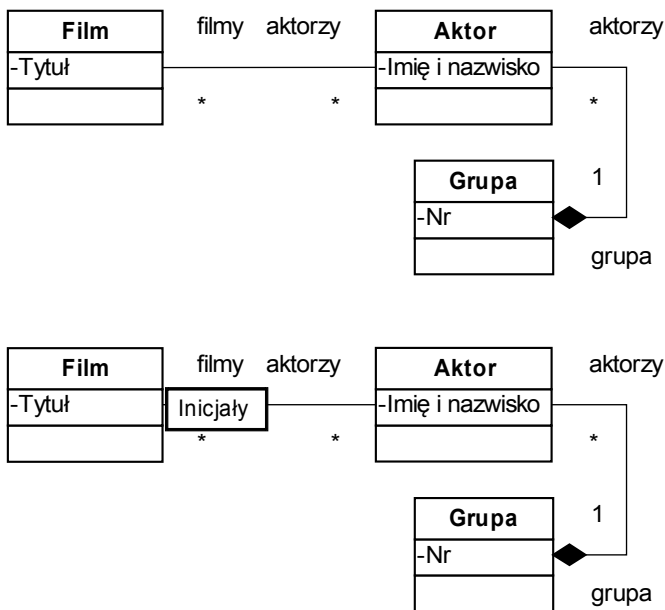 Film filmy aktorzy Aktor aktorzy
-Tytuł -Imię i nazwisko
* * *
Grupa 1
-Nr
grupa
Film filmy aktorzy Aktor aktorzy
-Tytuł Inicjały -Imię i nazwisko
* * *
Grupa 1
-Nr
grupa